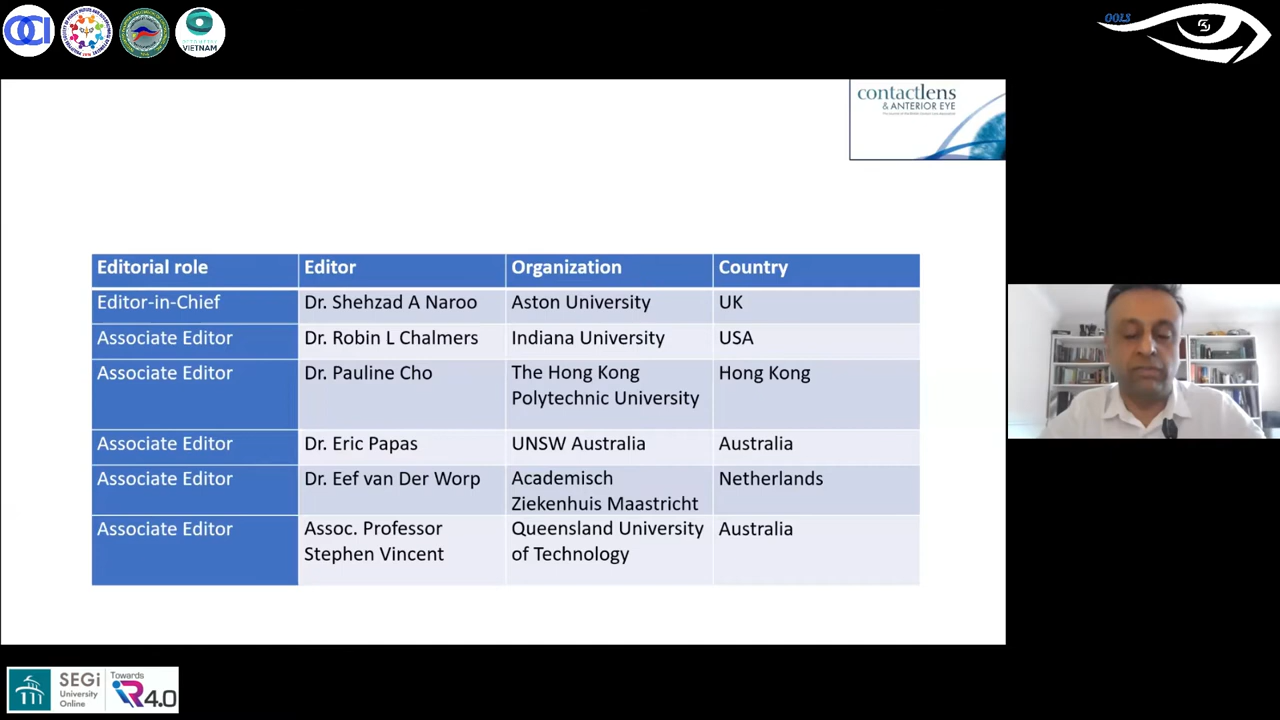 OCI
VIETNAM
OOLS
contactlens
& ANTERIOR EYE
Editorial role
Editor
Organization
Country
Editor-in-Chief
Dr. Shehzad A Naroo
Aston University
UK
Associate Editor
Dr. Robin L Chalmers
Indiana University
USA
Associate Editor
Dr. Pauline Cho
The Hong Kong
Polytechnic University
Hong Kong
Associate Editor
Dr. Eric Papas
UNSW Australia
Australia
Associate Editor
Dr. Eef van Der Worp
Academisch
Ziekenhuis Maastricht
Netherlands
Associate Editor
Assoc. Professor
Stephen Vincent
Queensland University
of Technology
Australia
SEGi
University
Online
Towards
iR4.0